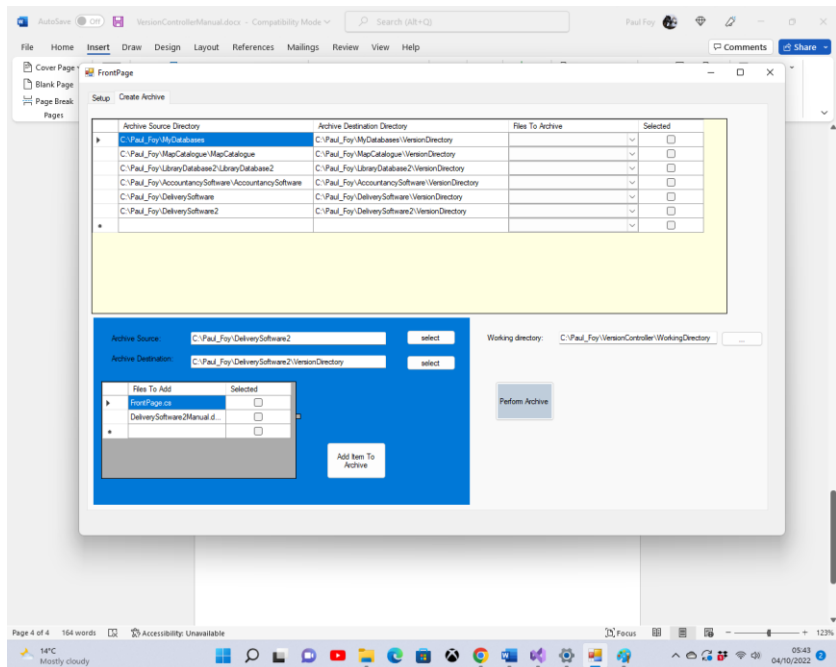 AutoSave Off VersionControllerManual.docx - Compatibility Mode Search (Alt+Q) Paul Foy
File Home Insert Draw Design Layout References Mailings Review View Help Comments Share
Cover Page
Blank Page
Page Break
Pages
FrontPage
Setup Create Archive
Archive Source Directory Archive Destination Directory Files To Archive Selected
C:\Paul_Foy\MyDatabases C:\Paul_Foy\MyDatabases\VersionDirectory
C:\Paul_Foy\MapCatalogue\MapCatalogue C:\Paul_Foy\MapCatalogue\VersionDirectory
C:\Paul_Foy\LibraryDatabase2\LibraryDatabase2 C:\Paul_Foy\LibraryDatabase2\VersionDirectory
C:\Paul_Foy\AccountancySoftware\AccountancySoftware C:\Paul_Foy\AccountancySoftware\VersionDirectory
C:\Paul_Foy\DeliverySoftware C:\Paul_Foy\DeliverySoftware\VersionDirectory
C:\Paul_Foy\DeliverySoftware2 C:\Paul_Foy\DeliverySoftware2\VersionDirectory
Archive Source: C:\Paul_Foy\DeliverySoftware2 select Working directory: C:\Paul_Foy\VersionController\WorkingDirectory ...
Archive Destination: C:\Paul_Foy\DeliverySoftware2\VersionDirectory select
Files To Add Selected
FrontPage.cs
DeliverySoftware2Manual.d...
Perform Archive
Add Item To
Archive
Page 4 of 4 164 words Accessibility: Unavailable Focus 123%
14°C
Mostly cloudy
05:43
04/10/2022